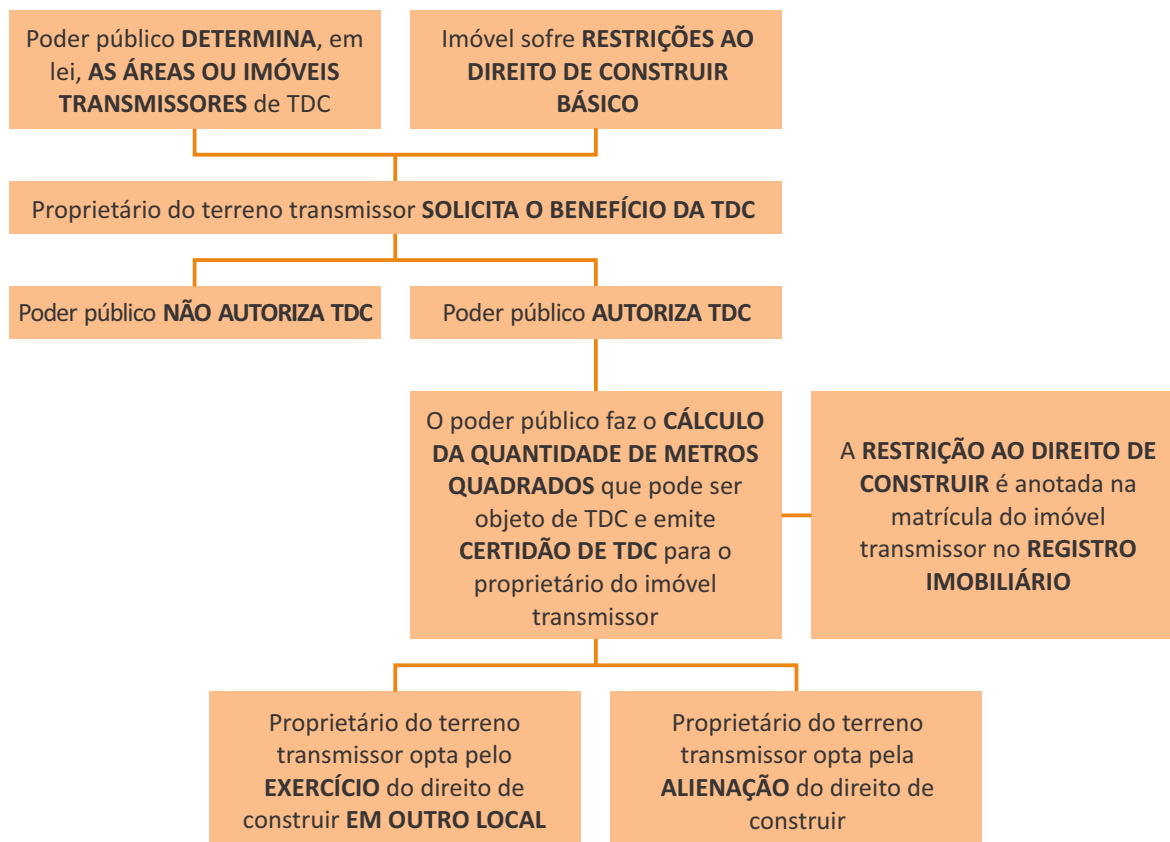 Poder público DETERMINA, em
lei, AS ÁREAS OU IMÓVEIS
TRANSMISSORES de TDC
Imóvel sofre RESTRIÇÕES AO
DIREITO DE CONSTRUIR
BÁSICO
Proprietário do terreno transmissor SOLICITA O BENEFÍCIO DA TDC
Poder público NÃO AUTORIZA TDC
Poder público AUTORIZA TDC
O poder público faz o CÁLCULO
DA QUANTIDADE DE METROS
QUADRADOS que pode ser
objeto de TDC e emite
CERTIDÃO DE TDC para o
proprietário do imóvel
transmissor
A RESTRIÇÃO AO DIREITO DE
CONSTRUIR é anotada na
matrícula do imóvel
transmissor no REGISTRO
IMOBILIÁRIO
Proprietário do terreno
transmissor opta pelo
EXERCÍCIO do direito de
construir EM OUTRO LOCAL
Proprietário do terreno
transmissor opta pela
ALIENAÇÃO do direito de
construir